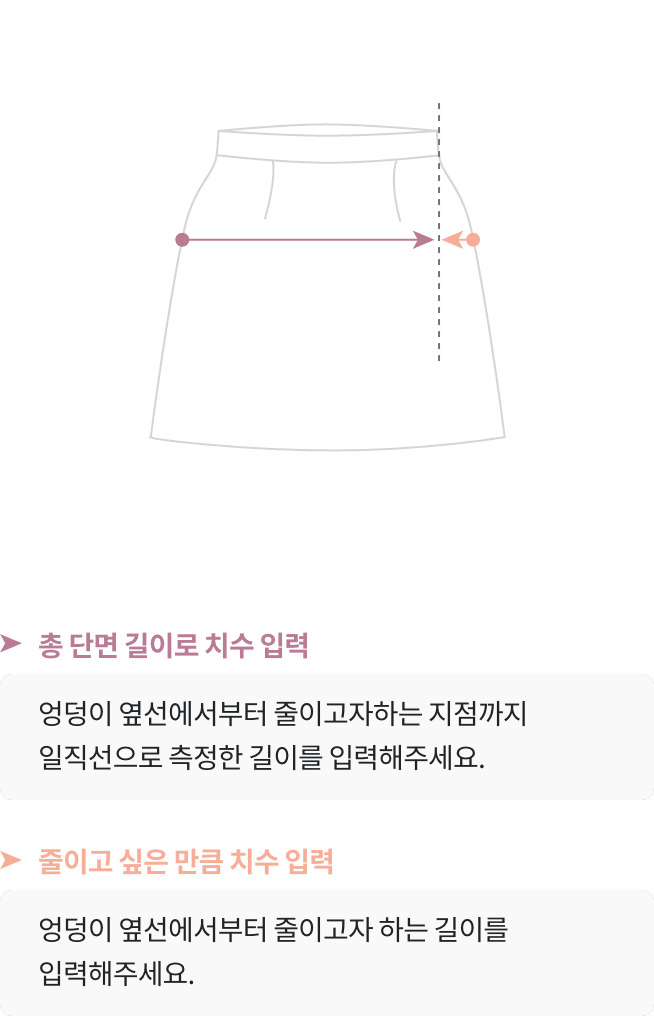 총 단면 길이로 치수 입력
엉덩이 옆선에서부터 줄이고자하는 지점까지
일직선으로 측정한 길이를 입력해주세요.
줄이고 싶은 만큼 치수 입력
엉덩이 옆선에서부터 줄이고자 하는 길이를
입력해주세요.